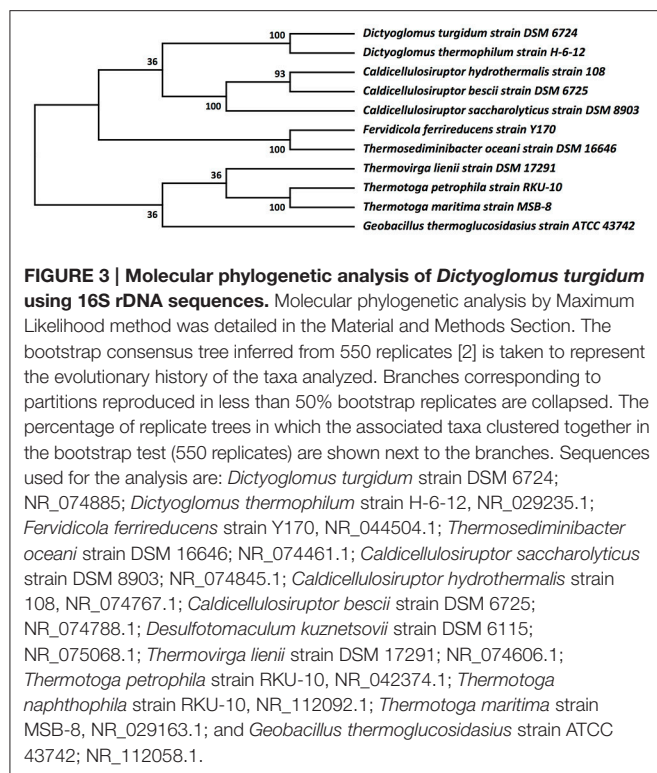 100
Dictyoglomus turgidum strain DSM 6724
Dictyoglomus thermophilum strain H-6-12
36
93
Caldicellulosiruptor hydrothermalis strain 108
Caldicellulosiruptor bescii strain DSM 6725
100
Caldicellulosiruptor saccharolyticus strain DSM 8903
Fervidicola ferrireducens strain Y170
100
Thermosediminibacter oceani strain DSM 16646
Thermovirga lienii strain DSM 17291
36
Thermotoga petrophila strain RKU-10
100
Thermotoga maritima strain MSB-8
36
Geobacillus thermoglucosidasius strain ATCC 43742
FIGURE 3 | Molecular phylogenetic analysis of Dictyoglomus turgidum
using 16S rDNA sequences. Molecular phylogenetic analysis by Maximum
Likelihood method was detailed in the Material and Methods Section. The
bootstrap consensus tree inferred from 550 replicates [2] is taken to represent
the evolutionary history of the taxa analyzed. Branches corresponding to
partitions reproduced in less than 50% bootstrap replicates are collapsed. The
percentage of replicate trees in which the associated taxa clustered together in
the bootstrap test (550 replicates) are shown next to the branches. Sequences
used for the analysis are: Dictyoglomus turgidum strain DSM 6724;
NR_074885; Dictyoglomus thermophilum strain H-6-12, NR_029235.1;
Fervidicola ferrireducens strain Y170, NR_044504.1; Thermosediminibacter
oceani strain DSM 16646; NR_074461.1; Caldicellulosiruptor saccharolyticus
strain DSM 8903; NR_074845.1; Caldicellulosiruptor hydrothermalis strain
108, NR_074767.1; Caldicellulosiruptor bescii strain DSM 6725;
NR_074788.1; Desulfotomaculum kuznetsovii strain DSM 6115;
NR_075068.1; Thermovirga lienii strain DSM 17291; NR_074606.1;
Thermotoga petrophila strain RKU-10, NR_042374.1; Thermotoga
naphthophila strain RKU-10, NR_112092.1; Thermotoga maritima strain
MSB-8, NR_029163.1; and Geobacillus thermoglucosidasius strain ATCC
43742; NR_112058.1.